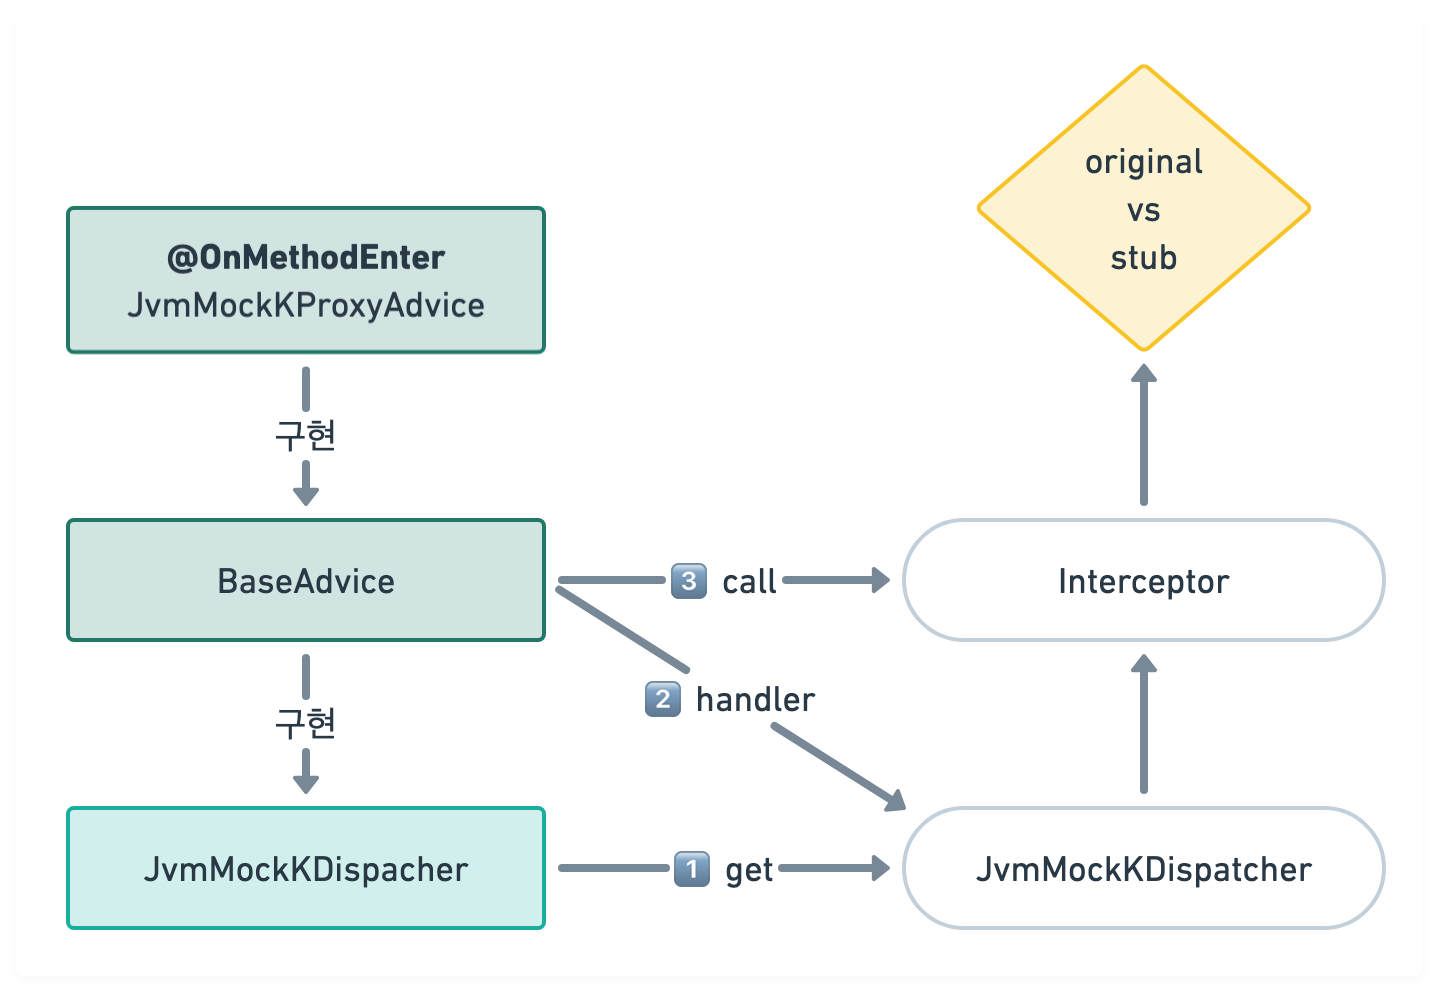 original
vs
stub
@OnMethodEnter
JvmMockKProxyAdvice
구현
BaseAdvice
3 call
Interceptor
2 handler
구현
JvmMockKDispacher
1 get
JvmMockKDispatcher